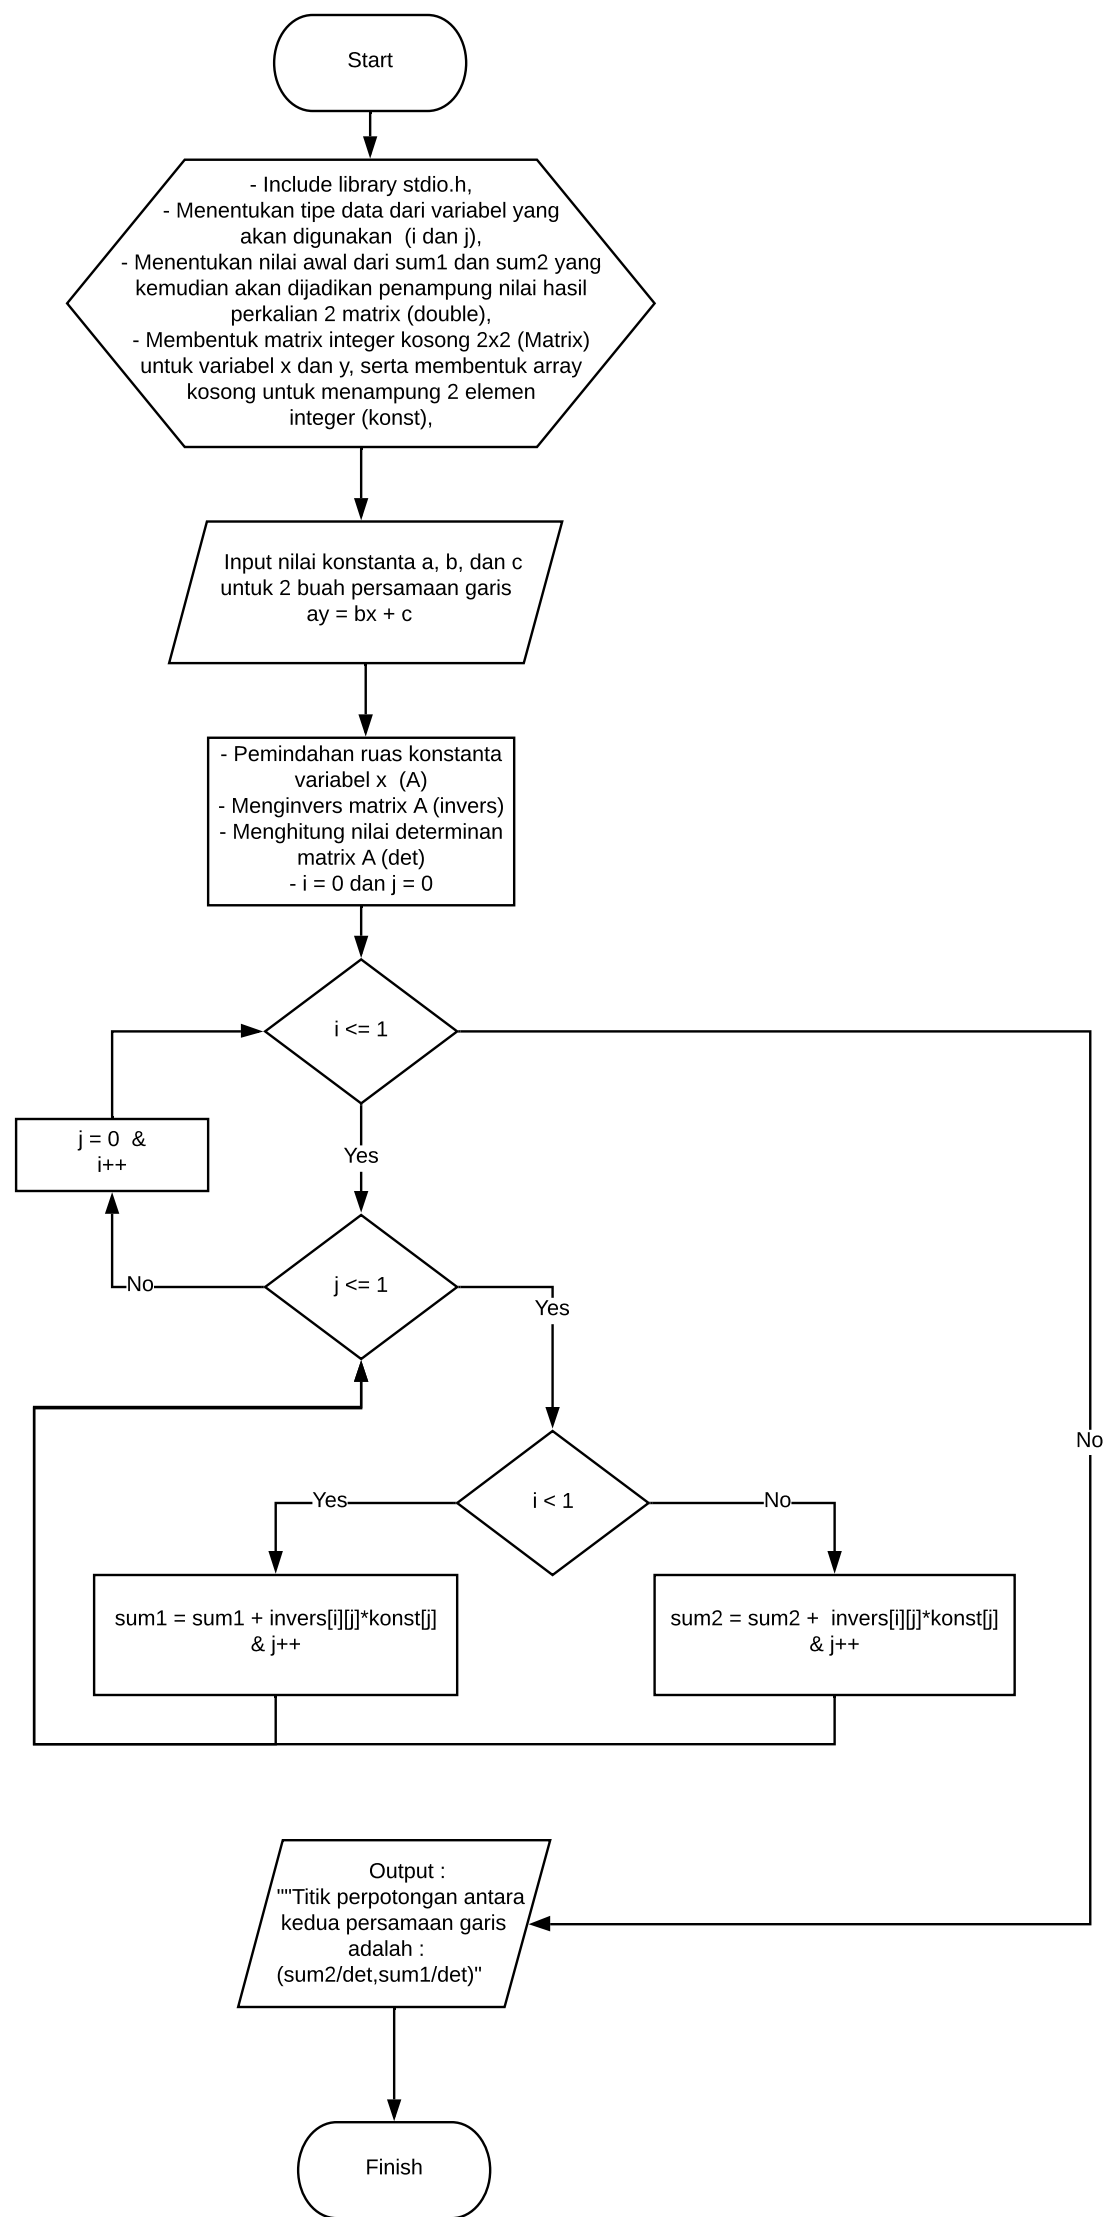 Start
- Include library stdio.h,
- Menentukan tipe data dari variabel yang
akan digunakan  (i dan j),
- Menentukan nilai awal dari sum1 dan sum2 yang
kemudian akan dijadikan penampung nilai hasil
perkalian 2 matrix (double),
- Membentuk matrix integer kosong 2x2 (Matrix)
untuk variabel x dan y, serta membentuk array
kosong untuk menampung 2 elemen
integer (konst),
Input nilai konstanta a, b, dan c
untuk 2 buah persamaan garis
ay = bx + c
- Pemindahan ruas konstanta
variabel x  (A)
- Menginvers matrix A (invers)
- Menghitung nilai determinan
matrix A (det)
- i = 0 dan j = 0
i <= 1
j = 0  &
i++
Yes
No
j <= 1
Yes
No
Yes
i < 1
No
sum1 = sum1 + invers[i][j]*konst[j]
& j++
sum2 = sum2 +  invers[i][j]*konst[j]
& j++
Output :
""Titik perpotongan antara
kedua persamaan garis
adalah :
(sum2/det,sum1/det)"
Finish